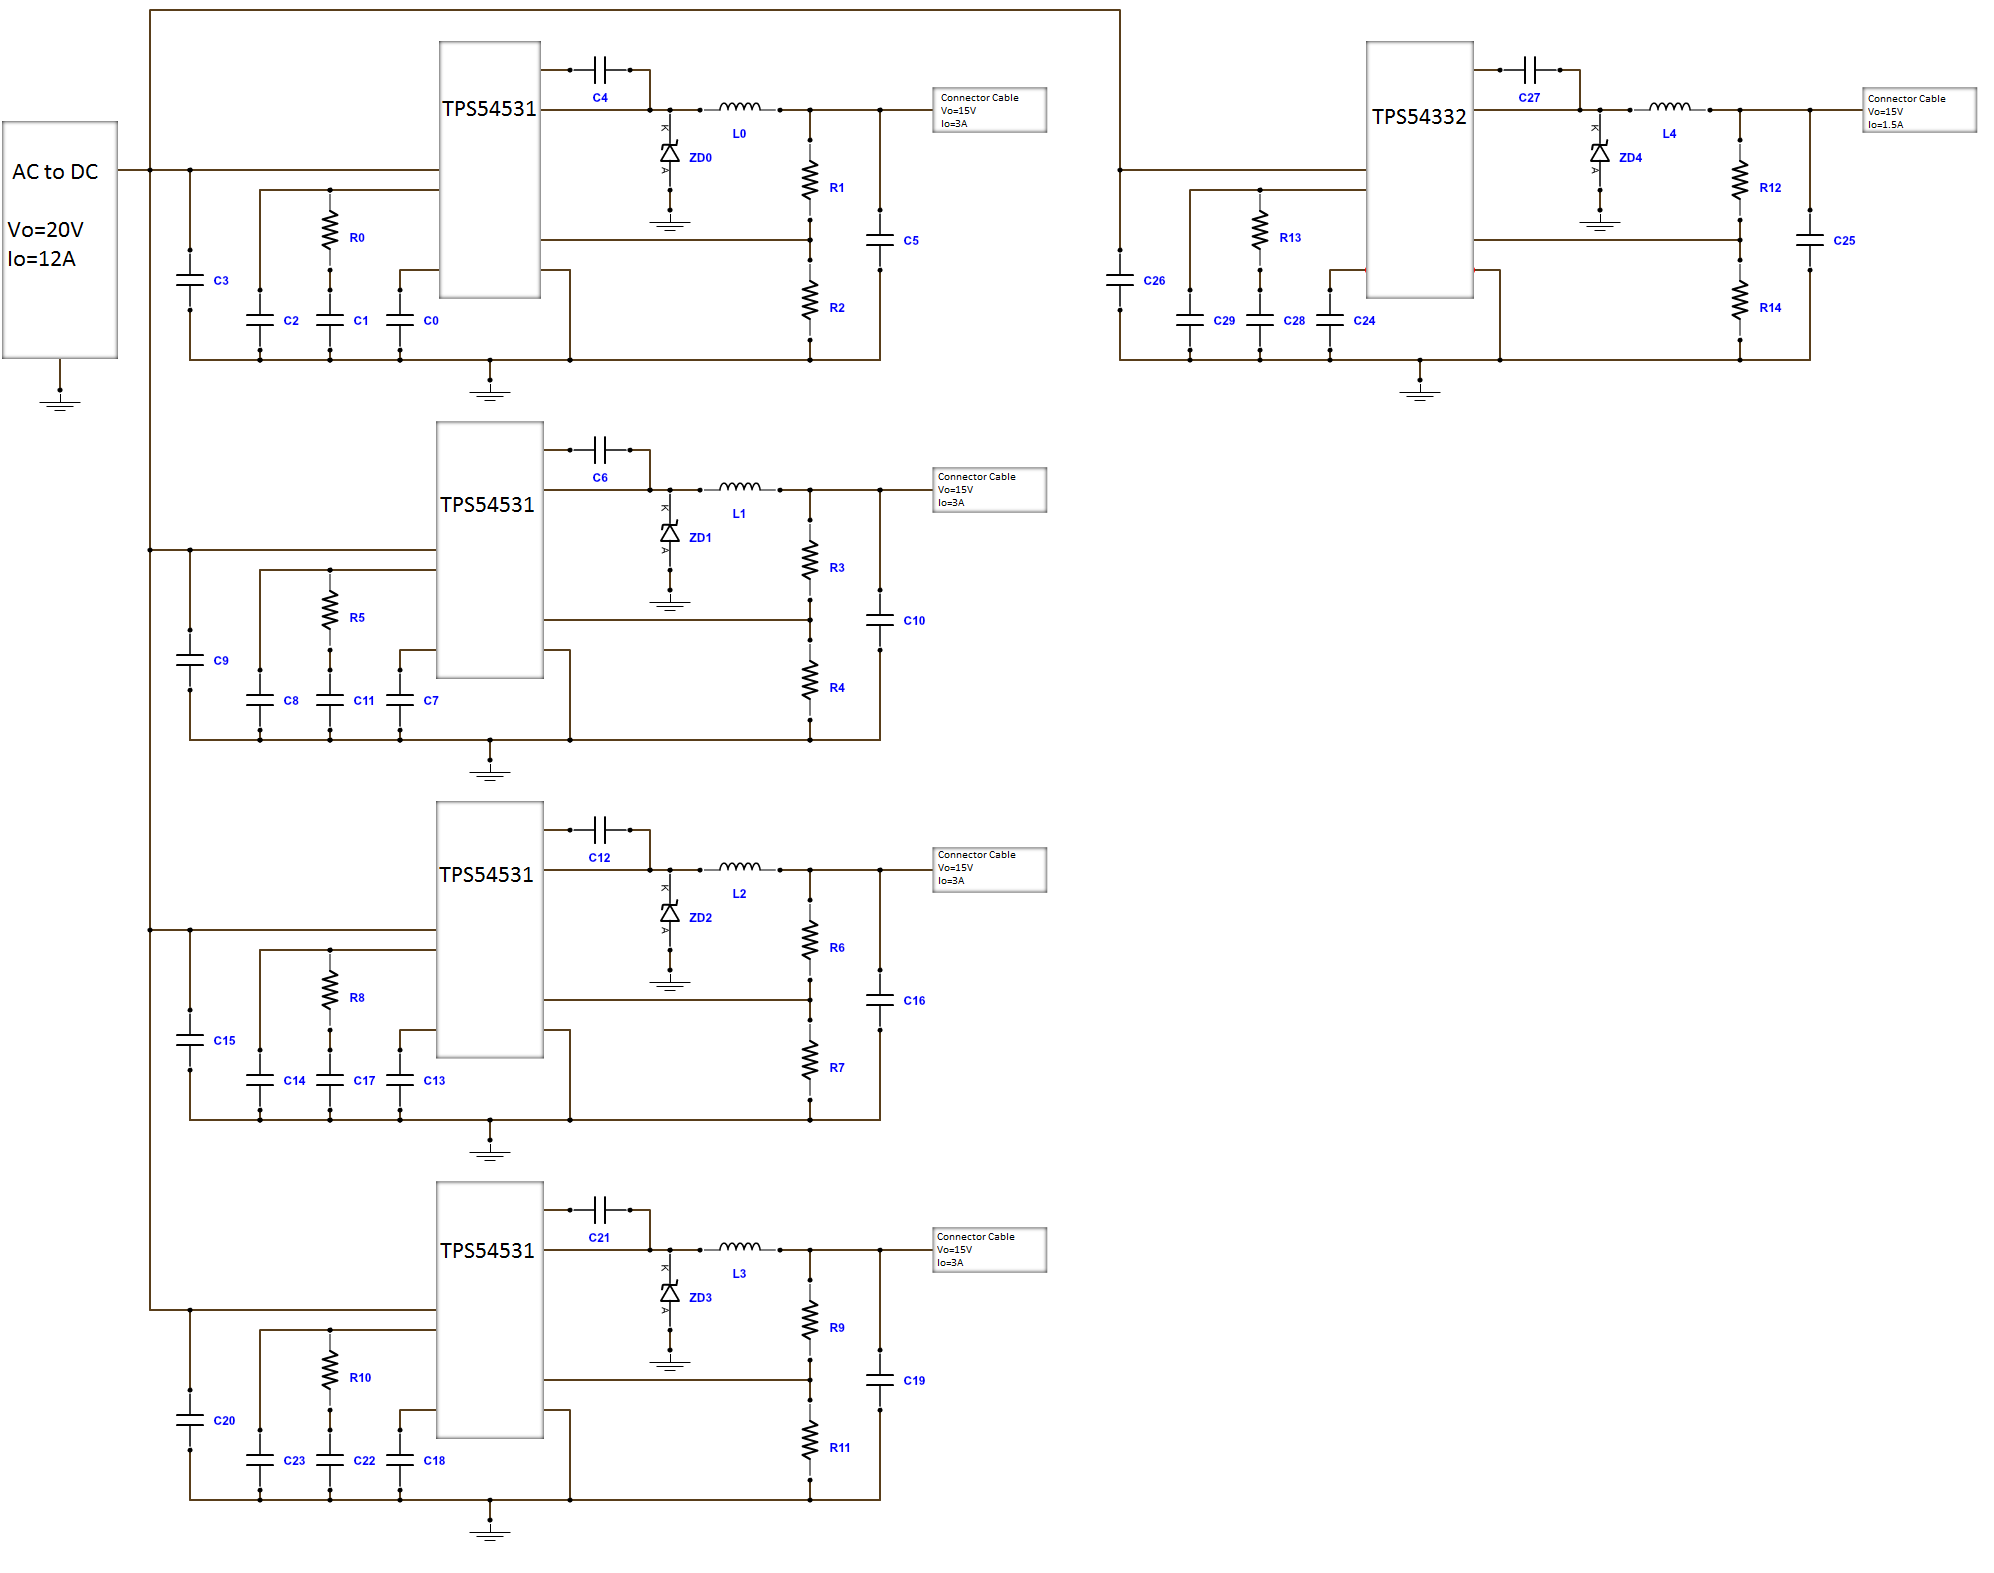 AC to DC
Vo=20V
Io=12A
TPS54531
C4
L0
ZD0
K
A
Connector Cable
Vo=15V
Io=3A
R1
R2
C5
R0
C3
C2
C1
C0
TPS54332
C27
L4
ZD4
K
A
Connector Cable
Vo=15V
Io=1.5A
R12
R14
C25
R13
C26
C29
C28
C24
TPS54531
C6
L1
ZD1
K
A
Connector Cable
Vo=15V
Io=3A
R3
R4
C10
R5
C9
C8
C11
C7
TPS54531
C12
L2
ZD2
K
A
Connector Cable
Vo=15V
Io=3A
R6
R7
C16
R8
C15
C14
C17
C13
TPS54531
C21
L3
ZD3
K
A
Connector Cable
Vo=15V
Io=3A
R9
R11
C19
R10
C20
C23
C22
C18